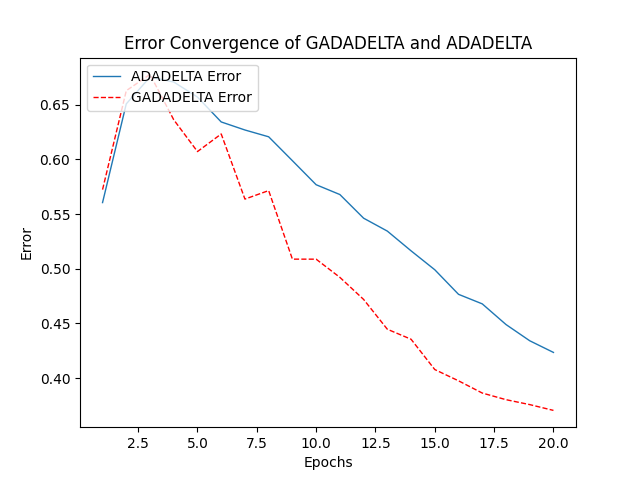 Error Convergence of GADADELTA and ADADELTA
ADADELTA Error
GADADELTA Error
Error
0.65
0.60
0.55
0.50
0.45
0.40
2.5 5.0 7.5 10.0 12.5 15.0 17.5 20.0
Epochs